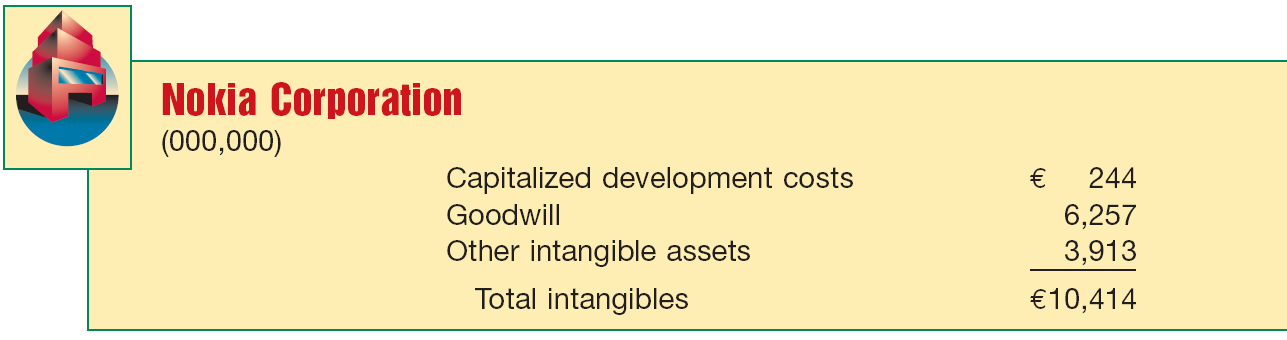 Nokia Corporation
(000,000)
Capitalized development costs € 244
Goodwill 6,257
Other intangible assets 3,913
Total intangibles €10,414